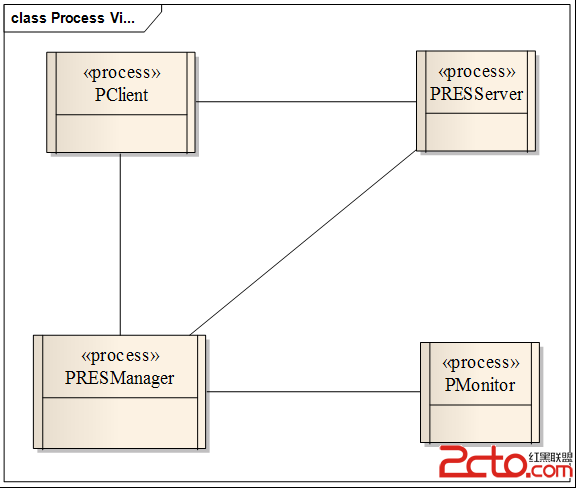 class Process Vi...
«process»
PClient
«process»
PRESServer
«process»
PRESManager
«process»
PMonitor
2cto
红黑联盟
.com